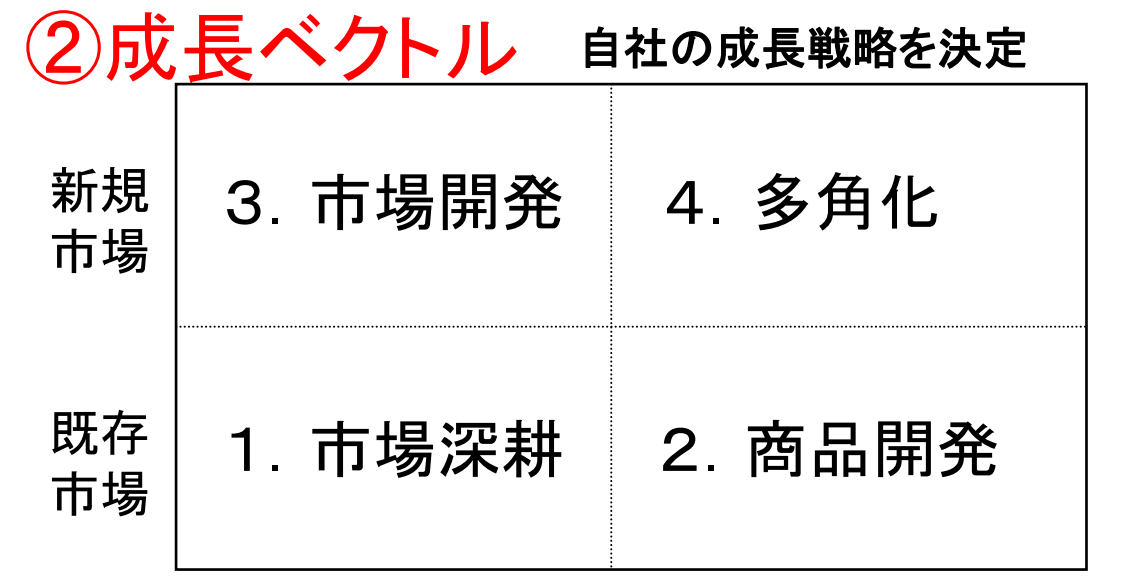 ②成長ベクトル 自社の成長戦略を決定
新規
市場
3. 市場開発 4. 多角化
既存
市場
1. 市場深耕 2. 商品開発